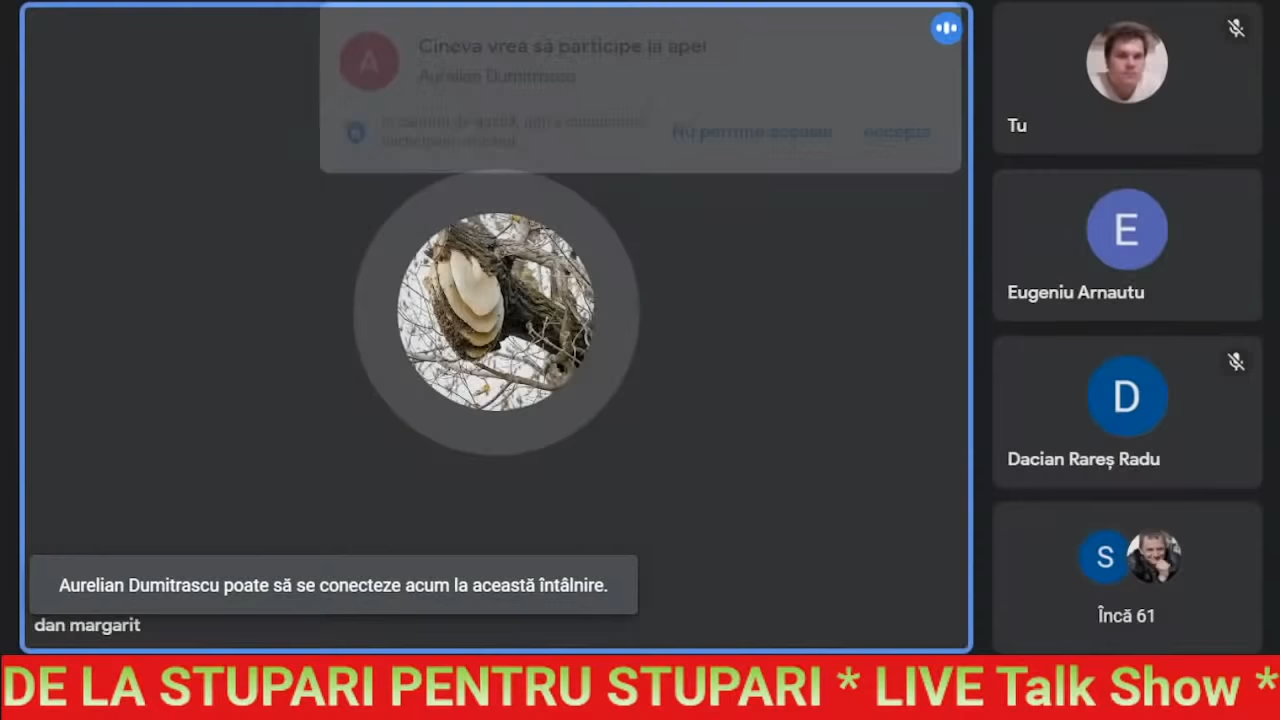 A
Cineva vrea să participe la apel
Aurelian Dumitrascu
Nu permite accesul
Accepta
Tu
E
Eugeniu Arnautu
D
Dacian Rareș Radu
S
Încă 61
Aurelian Dumitrascu poate să se conecteze acum la această întâlnire.
dan margarit
DE LA STUPARI PENTRU STUPARI * LIVE Talk Show *